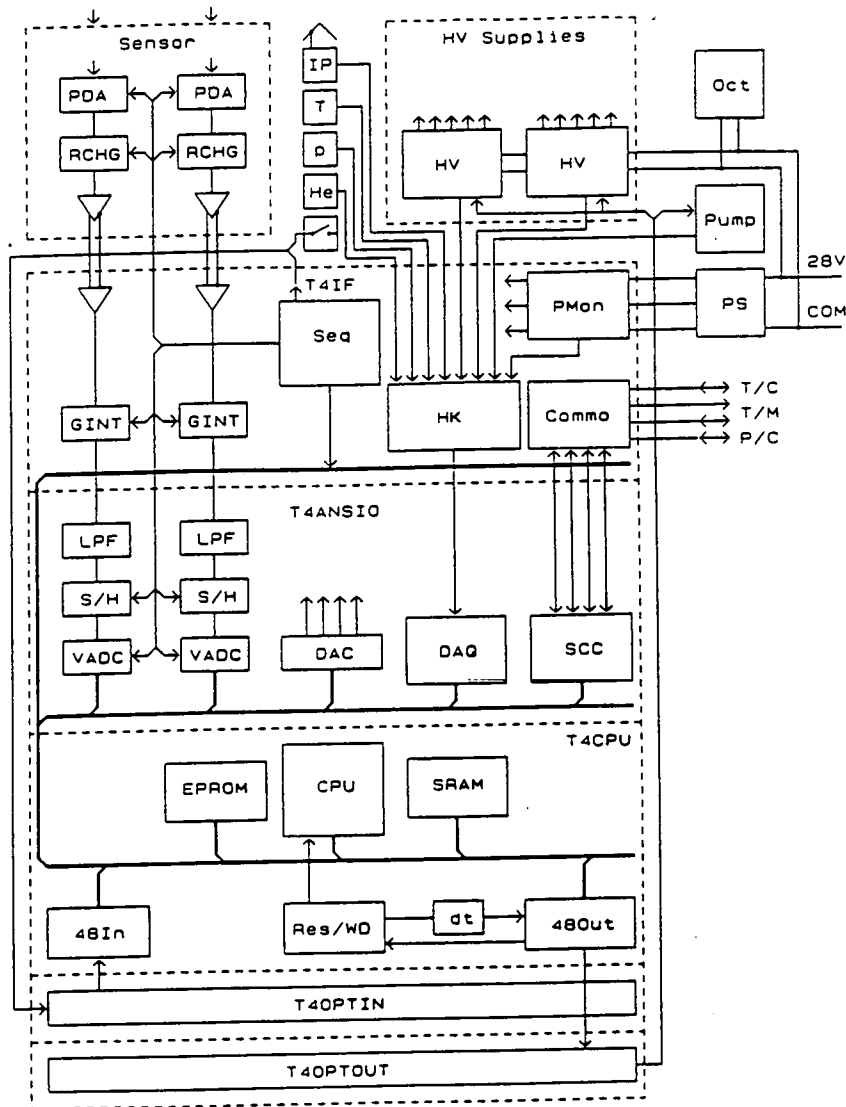 Sensor
HV Supplies
IP
Oct
PDA
PDA
T
HV
HV
RCHG
RCHG
p
He
Pump
28V
T4IF
Seq
PMon
PS
COM
T/C
GINT
GINT
HK
Commo
T/M
P/C
T4ANSIO
LPF
LPF
S/H
S/H
VADC
VADC
DAC
DAQ
SCC
T4CPU
EPROM
CPU
SRAM
48In
Res/WD
dt
48Out
T4OPTIN
T4OPTOUT